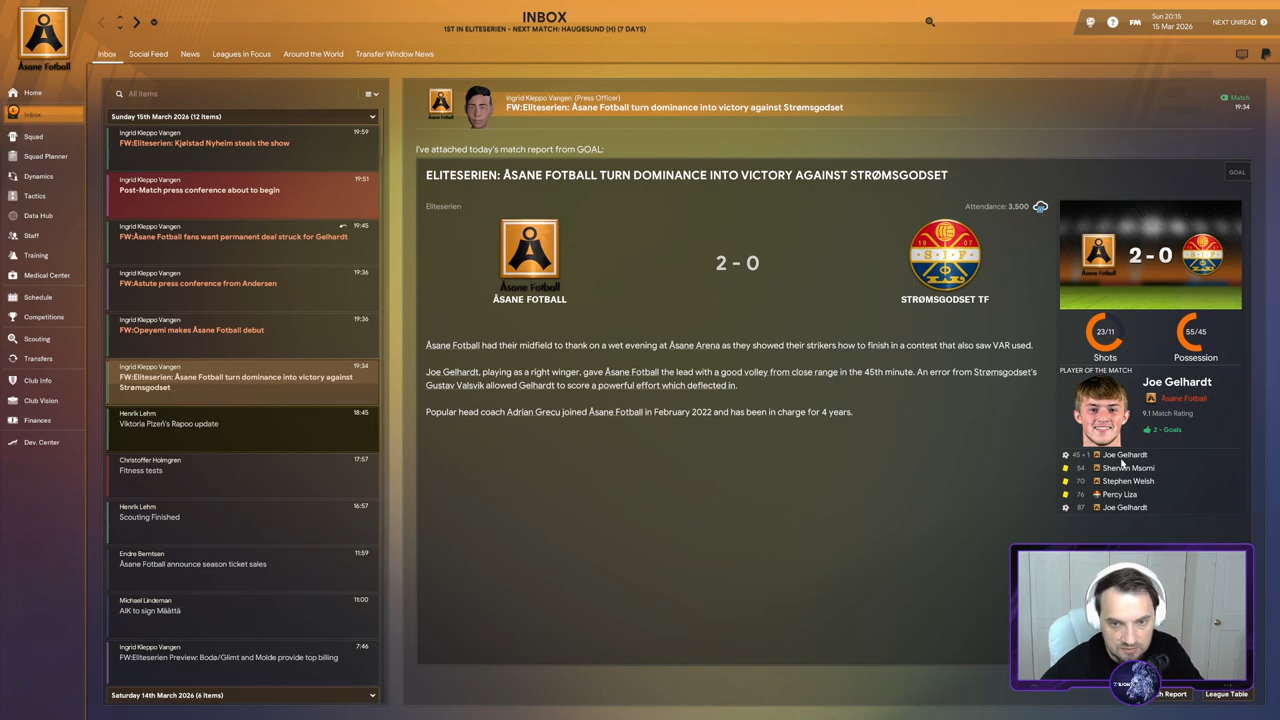 INBOX
1ST IN ELITESERIEN - NEXT MATCH: HAUGESUND (H) (7 DAYS)
FM
Sun 20:15
15 Mar 2026
NEXT UNREAD
Åsane Fotball
Inbox
Social Feed
News
Leagues in Focus
Around the World
Transfer Window News
Home
Inbox
Squad
Squad Planner
Dynamics
Tactics
Data Hub
Staff
Training
Medical Center
Schedule
Competitions
Scouting
Transfers
Club Info
Club Vision
Finances
Dev. Center
All Items
Sunday 15th March 2026 (12 items)
Ingrid Kleppo Vangen 19:59
FW:Eliteserien: Kjølstad Nyheim steals the show
Ingrid Kleppo Vangen 19:51
Post-Match press conference about to begin
Ingrid Kleppo Vangen 19:45
FW:Åsane Fotball fans want permanent deal struck for Gelhardt
Ingrid Kleppo Vangen 19:36
FW:Astute press conference from Andersen
Ingrid Kleppo Vangen 19:36
FW:Opeyemi makes Åsane Fotball debut
Ingrid Kleppo Vangen 19:34
FW:Eliteserien: Åsane Fotball turn dominance into victory against
Strømsgodset
Henrik Lehm 18:45
Viktoria Plzeň's Rapoo update
Christoffer Holmgren 17:57
Fitness tests
Henrik Lehm 16:57
Scouting Finished
Endre Berntsen 11:59
Åsane Fotball announce season ticket sales
Michael Lindeman 11:00
AIK to sign Määttä
Ingrid Kleppo Vangen 7:46
FW:Eliteserien Preview: Bodø/Glimt and Molde provide top billing
Saturday 14th March 2026 (6 items)
Åsane Fotball
Ingrid Kleppo Vangen (Press Officer)
FW:Eliteserien: Åsane Fotball turn dominance into victory against Strømsgodset
Match
19:34
I've attached today's match report from GOAL:
ELITESERIEN: ÅSANE FOTBALL TURN DOMINANCE INTO VICTORY AGAINST STRØMSGODSET
GOAL
Eliteserien
Attendance: 3,500
Åsane Fotball
2 - 0
1907
S.I.F
ÅSANE FOTBALL
STRØMSGODSET TF
Åsane Fotball had their midfield to thank on a wet evening at Åsane Arena as they showed their strikers how to finish in a contest that also saw VAR used.
Joe Gelhardt, playing as a right winger, gave Åsane Fotball the lead with a good volley from close range in the 45th minute. An error from Strømsgodset's
Gustav Valsvik allowed Gelhardt to score a powerful effort which deflected in.
Popular head coach Adrian Grecu joined Åsane Fotball in February 2022 and has been in charge for 4 years.
Åsane Fotball
2 - 0
S.I.F
23/11
Shots
55/45
Possession
PLAYER OF THE MATCH
Joe Gelhardt
Åsane Fotball
9.1 Match Rating
2 - Goals
45 + 1 Joe Gelhardt
54 Sherwin Msomi
70 Stephen Welsh
76 Percy Liza
87 Joe Gelhardt
Report
League Table